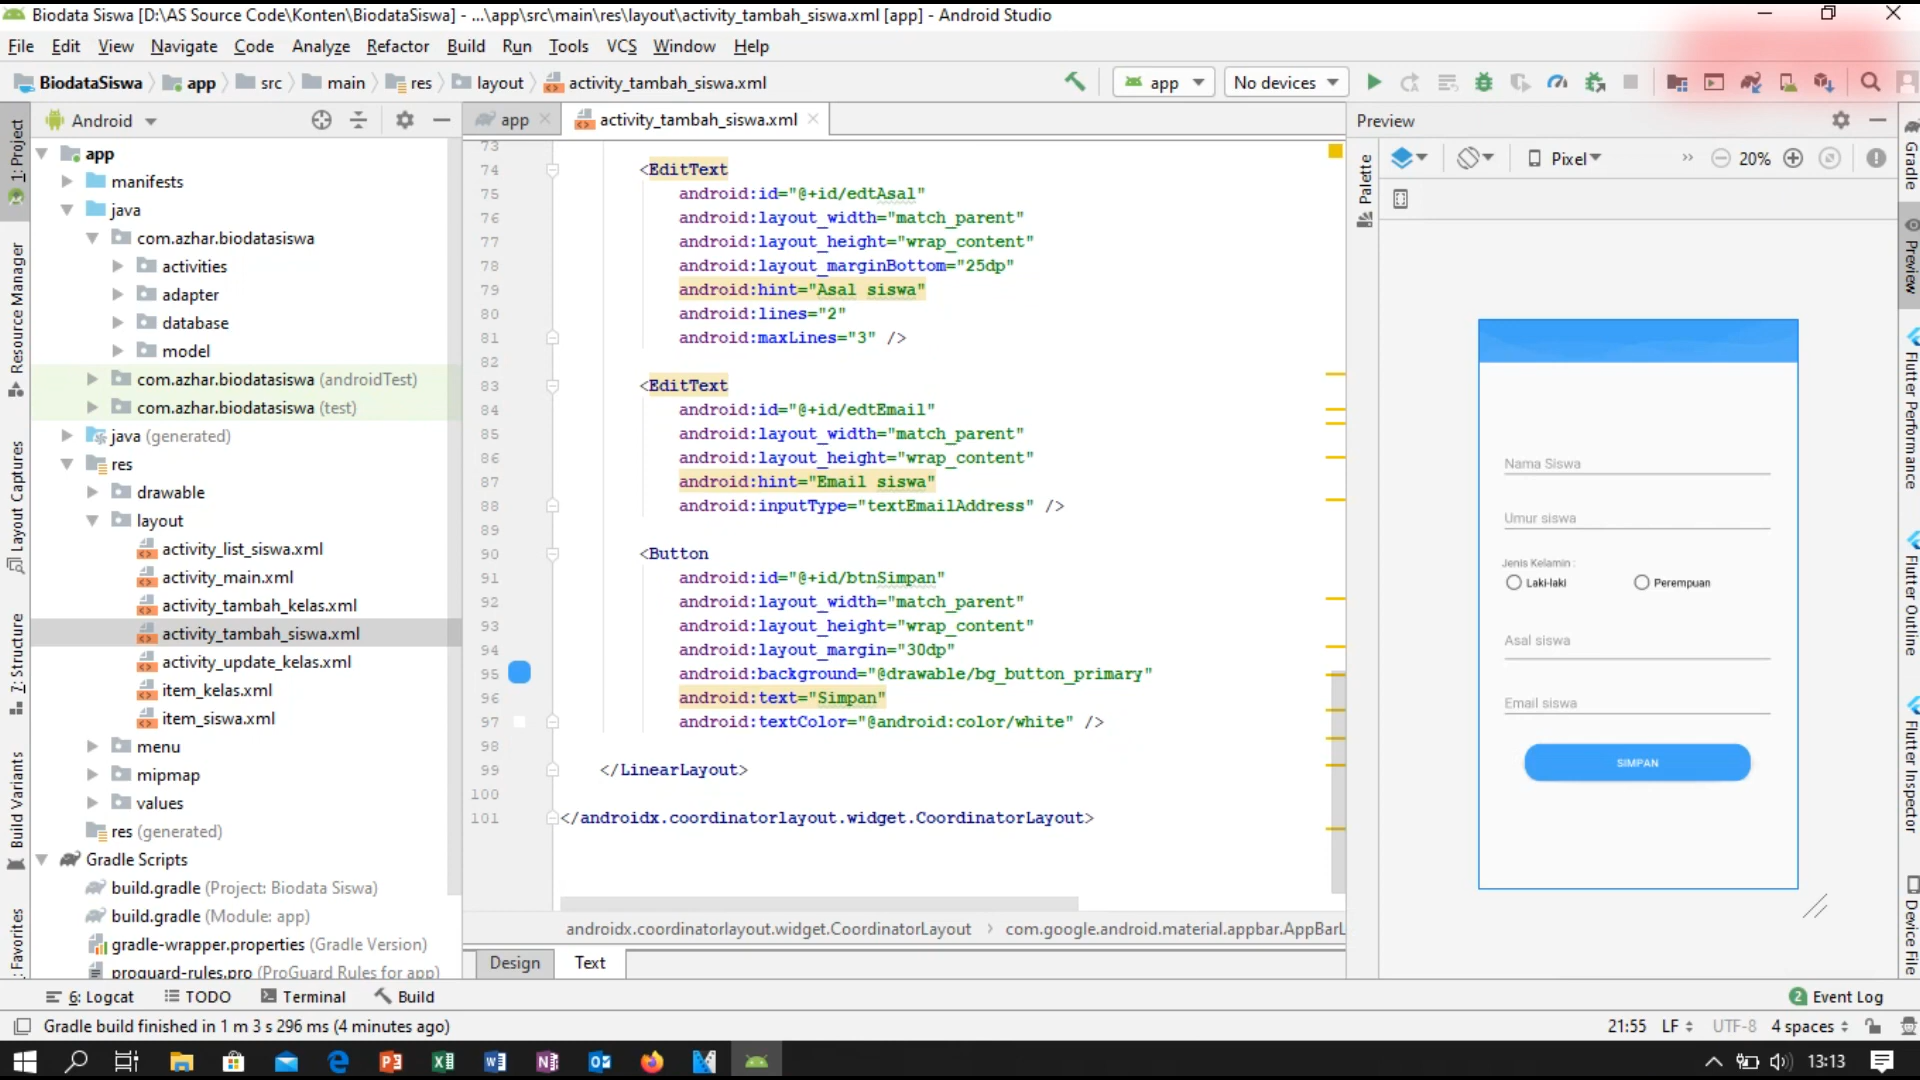 Biodata Siswa [D:\AS Source Code\Konten\BiodataSiswa] - ...\app\src\main\res\layout\activity_tambah_siswa.xml [app] - Android Studio
File Edit View Navigate Code Analyze Refactor Build Run Tools VCS Window Help
BiodataSiswa app src main res layout activity_tambah_siswa.xml app No devices
1: Project
Resource Manager
Layout Captures
7: Structure
Build Variants
: Favorites
Android
app
manifests
java
com.azhar.biodatasiswa
activities
adapter
database
model
com.azhar.biodatasiswa (androidTest)
com.azhar.biodatasiswa (test)
java (generated)
res
drawable
layout
activity_list_siswa.xml
activity_main.xml
activity_tambah_kelas.xml
activity_tambah_siswa.xml
activity_update_kelas.xml
item_kelas.xml
item_siswa.xml
menu
mipmap
values
res (generated)
Gradle Scripts
build.gradle (Project: Biodata Siswa)
build.gradle (Module: app)
gradle-wrapper.properties (Gradle Version)
proguard-rules.pro (ProGuard Rules for app)
app activity_tambah_siswa.xml
73
74 <EditText
75 android:id="@+id/edtAsal"
76 android:layout_width="match_parent"
77 android:layout_height="wrap_content"
78 android:layout_marginBottom="25dp"
79 android:hint="Asal siswa"
80 android:lines="2"
81 android:maxLines="3" />
82
83 <EditText
84 android:id="@+id/edtEmail"
85 android:layout_width="match_parent"
86 android:layout_height="wrap_content"
87 android:hint="Email siswa"
88 android:inputType="textEmailAddress" />
89
90 <Button
91 android:id="@+id/btnSimpan"
92 android:layout_width="match_parent"
93 android:layout_height="wrap_content"
94 android:layout_margin="30dp"
95 android:background="@drawable/bg_button_primary"
96 android:text="Simpan"
97 android:textColor="@android:color/white" />
98
99 </LinearLayout>
100
101 </androidx.coordinatorlayout.widget.CoordinatorLayout>
androidx.coordinatorlayout.widget.CoordinatorLayout › com.google.android.material.appbar.AppBarL
Design Text
Preview
Palette
Pixel » 20%
Nama Siswa
Umur siswa
Jenis Kelamin :
Laki-laki Perempuan
Asal siswa
Email siswa
SIMPAN
Gradle
Preview
Flutter Performance
Flutter Outline
Flutter Inspector
Device File
6: Logcat TODO Terminal Build
2 Event Log
Gradle build finished in 1 m 3 s 296 ms (4 minutes ago)
21:55 LF UTF-8 4 spaces
13:13